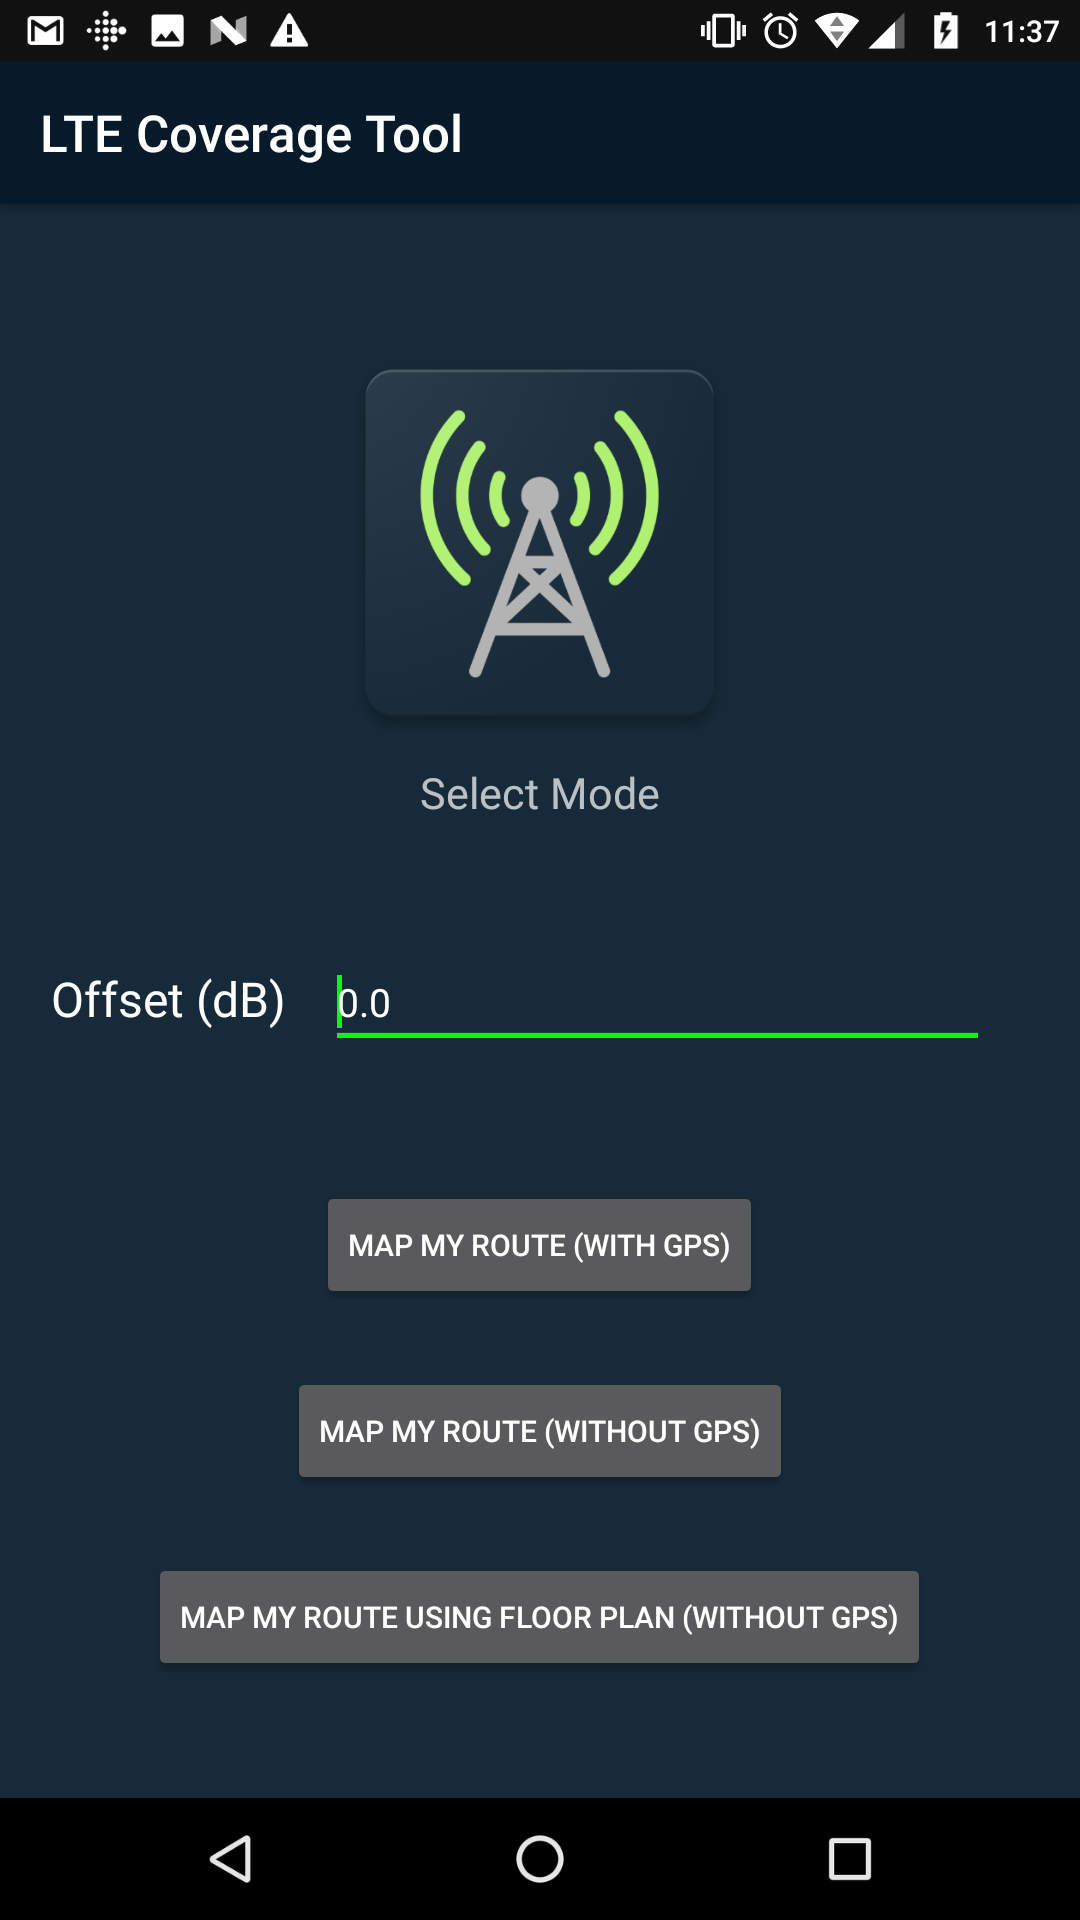 11:37
LTE Coverage Tool
Select Mode
Offset (dB) 0.0
MAP MY ROUTE (WITH GPS)
MAP MY ROUTE (WITHOUT GPS)
MAP MY ROUTE USING FLOOR PLAN (WITHOUT GPS)